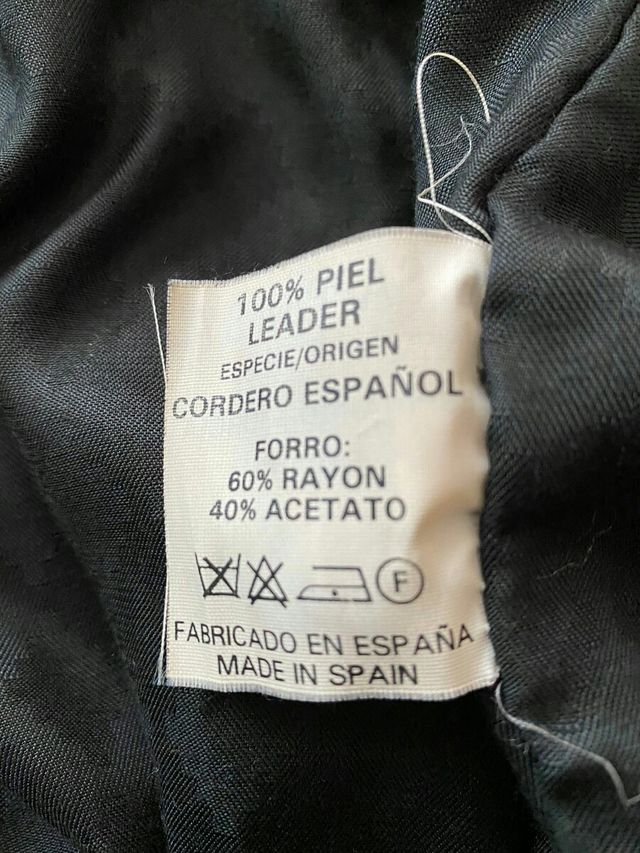 100% PIEL
LEADER
ESPECIE/ORIGEN
CORDERO ESPAÑOL
FORRO:
60% RAYON
40% ACETATO
F
FABRICADO EN ESPAÑA
MADE IN SPAIN